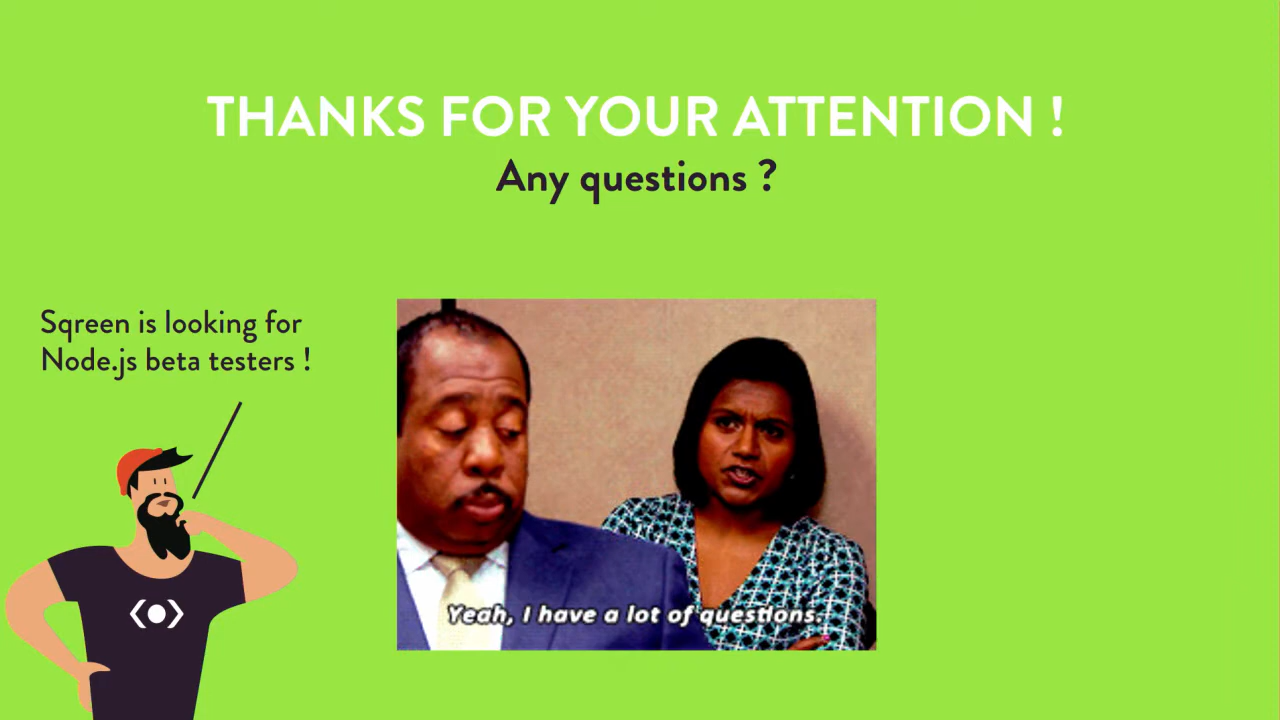 THANKS FOR YOUR ATTENTION !
Any questions ?
Sqreen is looking for
Node.js beta testers !
Yeah, I have a lot of questions.